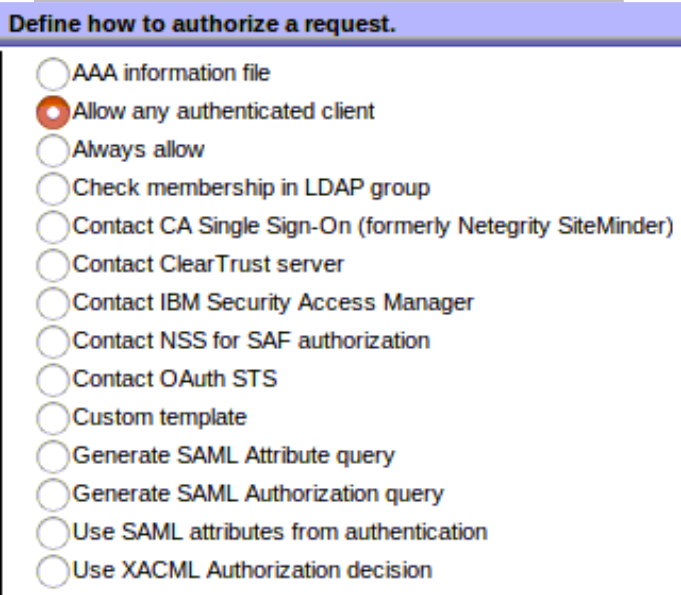 Define how to authorize a request.
AAA information file
Allow any authenticated client
Always allow
Check membership in LDAP group
Contact CA Single Sign-On (formerly Netegrity SiteMinder)
Contact ClearTrust server
Contact IBM Security Access Manager
Contact NSS for SAF authorization
Contact OAuth STS
Custom template
Generate SAML Attribute query
Generate SAML Authorization query
Use SAML attributes from authentication
Use XACML Authorization decision